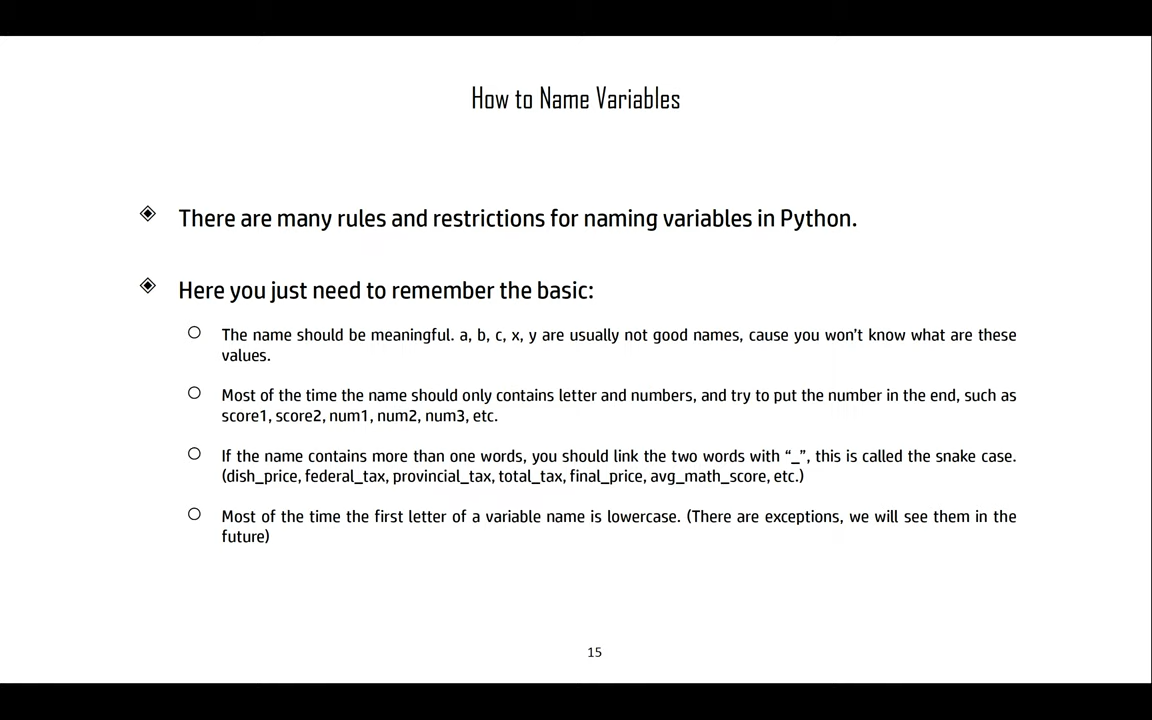 How to Name Variables
There are many rules and restrictions for naming variables in Python.
Here you just need to remember the basic:
The name should be meaningful. a, b, c, x, y are usually not good names, cause you won't know what are these
values.
Most of the time the name should only contains letter and numbers, and try to put the number in the end, such as
score1, score2, num1, num2, num3, etc.
If the name contains more than one words, you should link the two words with “_”, this is called the snake case.
(dish_price, federal_tax, provincial_tax, total_tax, final_price, avg_math_score, etc.)
Most of the time the first letter of a variable name is lowercase. (There are exceptions, we will see them in the
future)
15